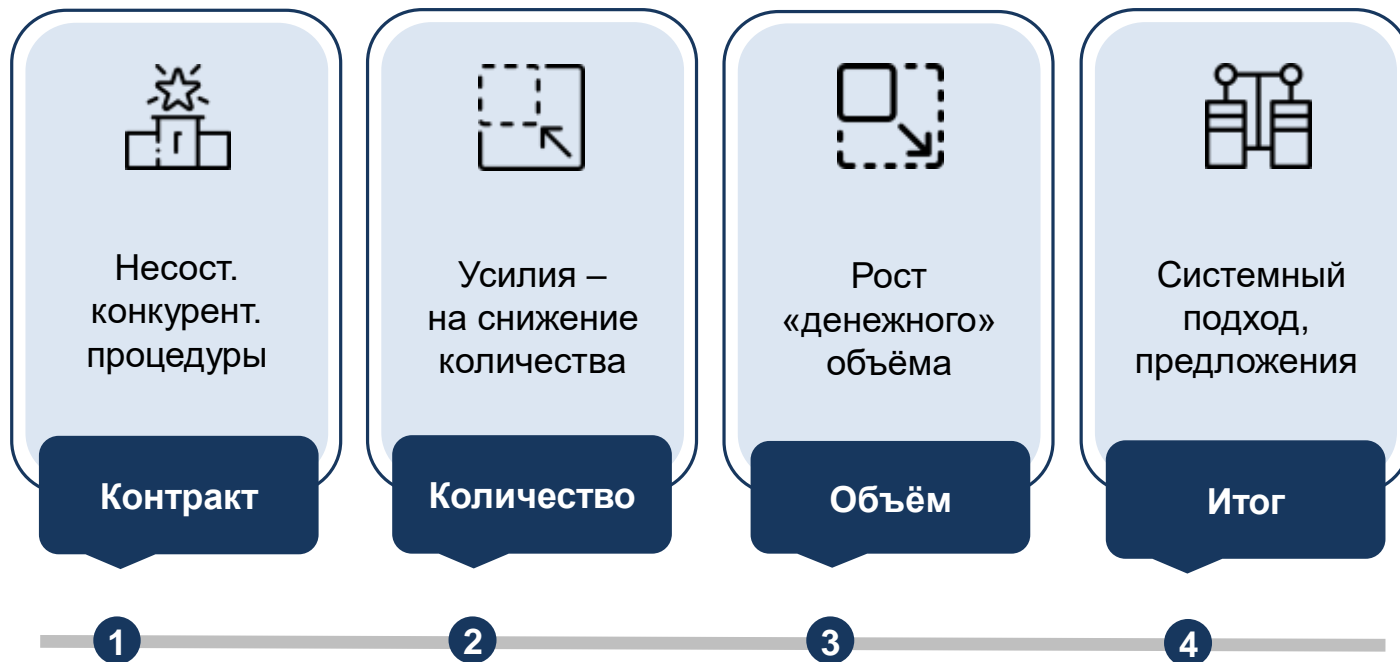 Несост.
конкурент.
процедуры
Контракт
1
Усилия –
на снижение
количества
Количество
2
Рост
«денежного»
объёма
Объём
3
Системный
подход,
предложения
Итог
4